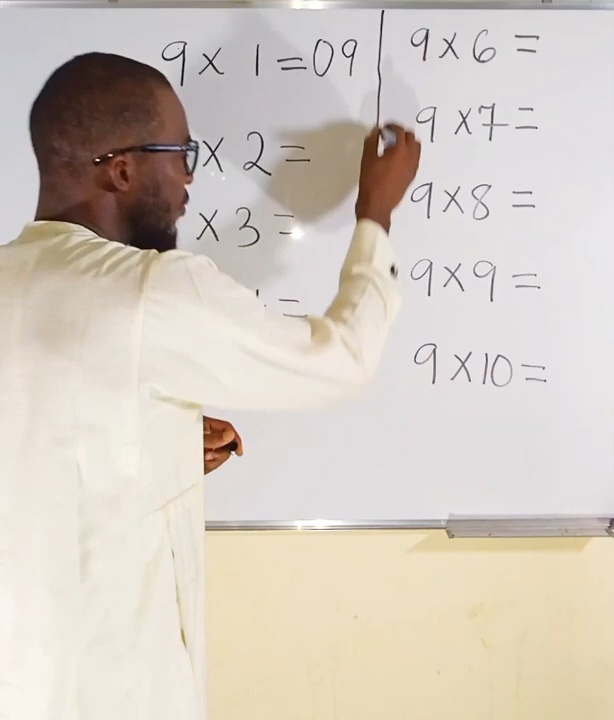 9 x 1 = 09
x 2 =
x 3 =
=
9 x 6 =
9 x 7 =
9 x 8 =
9 x 9 =
9 x 10 =